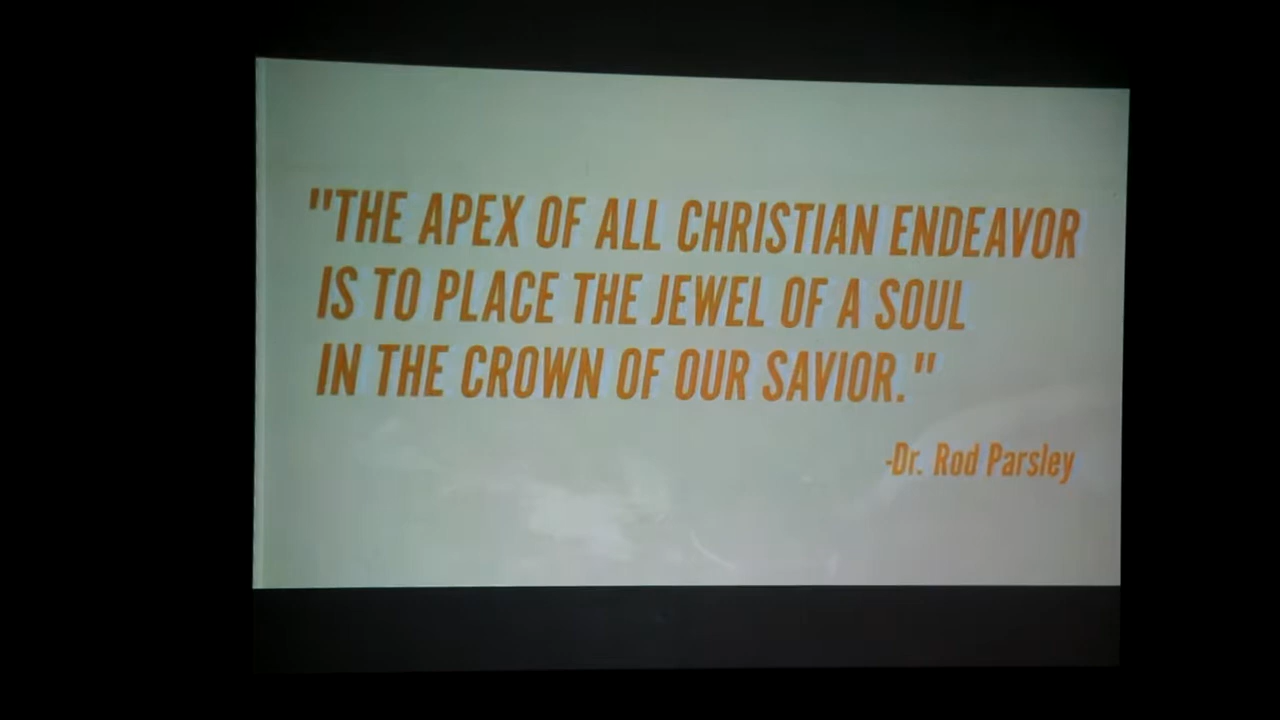 "THE APEX OF ALL CHRISTIAN ENDEAVOR
IS TO PLACE THE JEWEL OF A SOUL
IN THE CROWN OF OUR SAVIOR."
-Dr. Rod Parsley